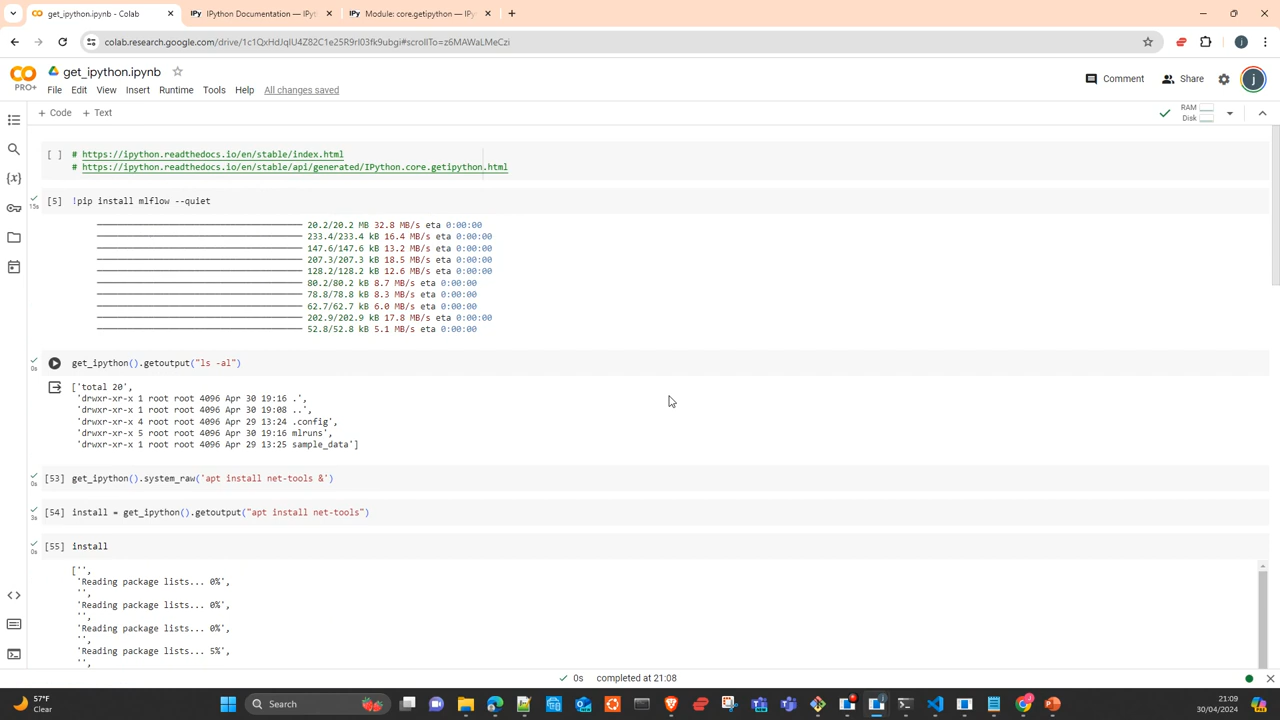 get_ipython.ipynb - Colab
IPython Documentation — IPyt
Module: core.getipython — IPy
colab.research.google.com/drive/1c1QxHdJqIU4Z82C1e25R9rI03fk9ubgi#scrollTo=z6MAWaLMeCzi
j
get_ipython.ipynb
PRO+
Comment
Share
j
File Edit View Insert Runtime Tools Help All changes saved
+ Code + Text
RAM
Disk
[ ] # https://ipython.readthedocs.io/en/stable/index.html
# https://ipython.readthedocs.io/en/stable/api/generated/IPython.core.getipython.html
15s
[5] !pip install mlflow --quiet
20.2/20.2 MB 32.8 MB/s eta 0:00:00
233.4/233.4 kB 16.4 MB/s eta 0:00:00
147.6/147.6 kB 13.2 MB/s eta 0:00:00
207.3/207.3 kB 18.5 MB/s eta 0:00:00
128.2/128.2 kB 12.6 MB/s eta 0:00:00
80.2/80.2 kB 8.7 MB/s eta 0:00:00
78.8/78.8 kB 8.3 MB/s eta 0:00:00
62.7/62.7 kB 6.0 MB/s eta 0:00:00
202.9/202.9 kB 17.8 MB/s eta 0:00:00
52.8/52.8 kB 5.1 MB/s eta 0:00:00
0s
get_ipython().getoutput("ls -al")
['total 20',
'drwxr-xr-x 1 root root 4096 Apr 30 19:16 .',
'drwxr-xr-x 1 root root 4096 Apr 30 19:08 ..',
'drwxr-xr-x 4 root root 4096 Apr 29 13:24 .config',
'drwxr-xr-x 5 root root 4096 Apr 30 19:16 mlruns',
'drwxr-xr-x 1 root root 4096 Apr 29 13:25 sample_data']
0s
[53] get_ipython().system_raw('apt install net-tools &')
3s
[54] install = get_ipython().getoutput("apt install net-tools")
0s
[55] install
['',
'Reading package lists... 0%',
'',
'Reading package lists... 0%',
'',
'Reading package lists... 0%',
'',
'Reading package lists... 5%',
'',
0s completed at 21:08
57°F
Clear
Search
21:09
30/04/2024